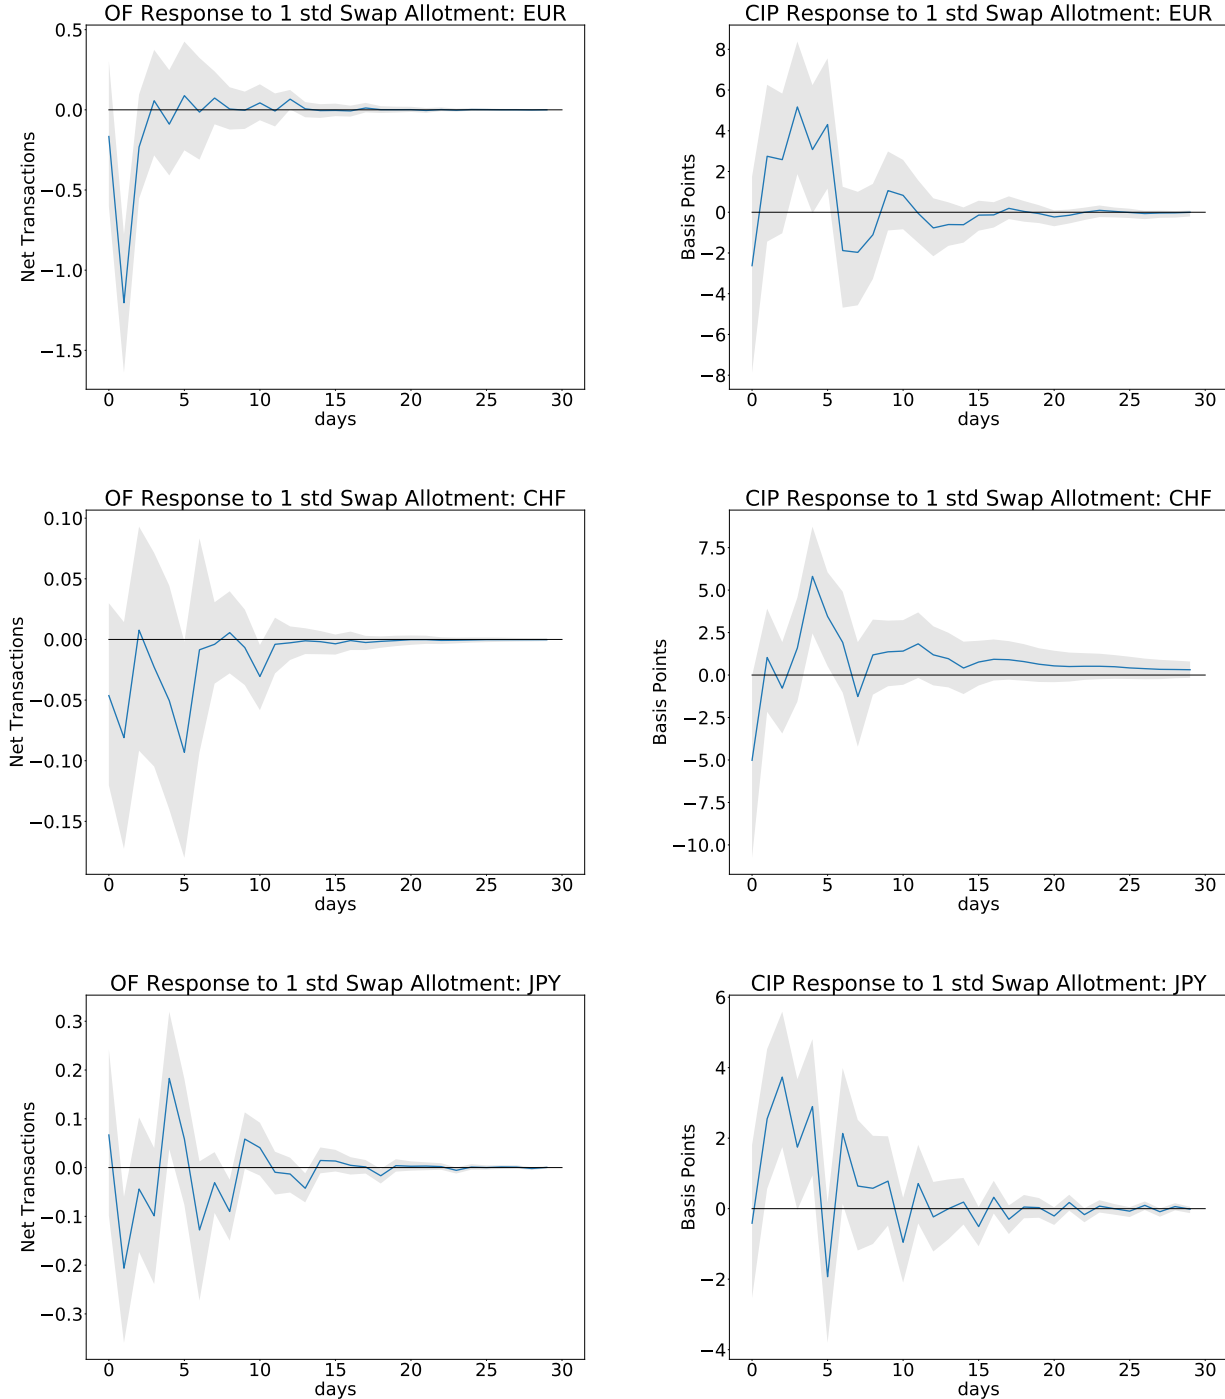 OF Response to 1 std Swap Allotment: EUR
0.5
0.0
−0.5
−1.0
−1.5
Net Transactions
0 5 10 15 20 25 30
days
CIP Response to 1 std Swap Allotment: EUR
8
6
4
2
0
−2
−4
−6
−8
Basis Points
0 5 10 15 20 25 30
days
OF Response to 1 std Swap Allotment: CHF
0.10
0.05
0.00
−0.05
−0.10
−0.15
Net Transactions
0 5 10 15 20 25 30
days
CIP Response to 1 std Swap Allotment: CHF
7.5
5.0
2.5
0.0
−2.5
−5.0
−7.5
−10.0
Basis Points
0 5 10 15 20 25 30
days
OF Response to 1 std Swap Allotment: JPY
0.3
0.2
0.1
0.0
−0.1
−0.2
−0.3
Net Transactions
0 5 10 15 20 25 30
days
CIP Response to 1 std Swap Allotment: JPY
6
4
2
0
−2
−4
Basis Points
0 5 10 15 20 25 30
days